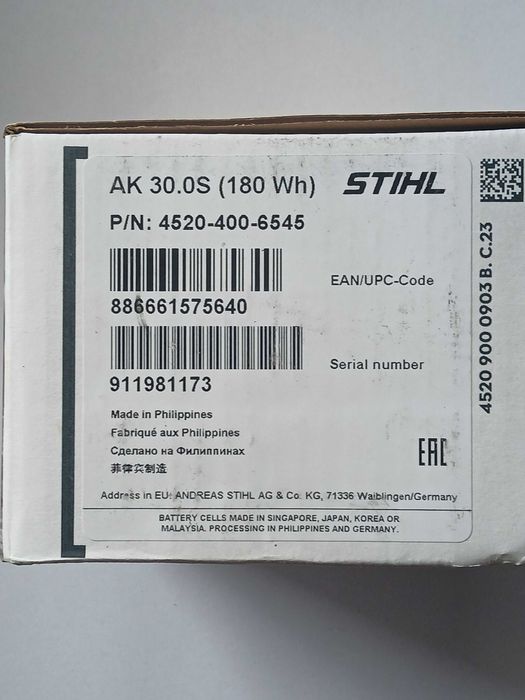 AK 30.0S (180 Wh)
STIHL
P/N: 4520-400-6545
886661575640
EAN/UPC-Code
911981173
Serial number
Made in Philippines
Fabriqué aux Philippines
Сделано на Филиппинах
菲律宾制造
EAC
Address in EU: ANDREAS STIHL AG & Co. KG, 71336 Waiblingen/Germany
BATTERY CELLS MADE IN SINGAPORE, JAPAN, KOREA OR
MALAYSIA. PROCESSING IN PHILIPPINES AND GERMANY.
4520 900 0903 B. C.23